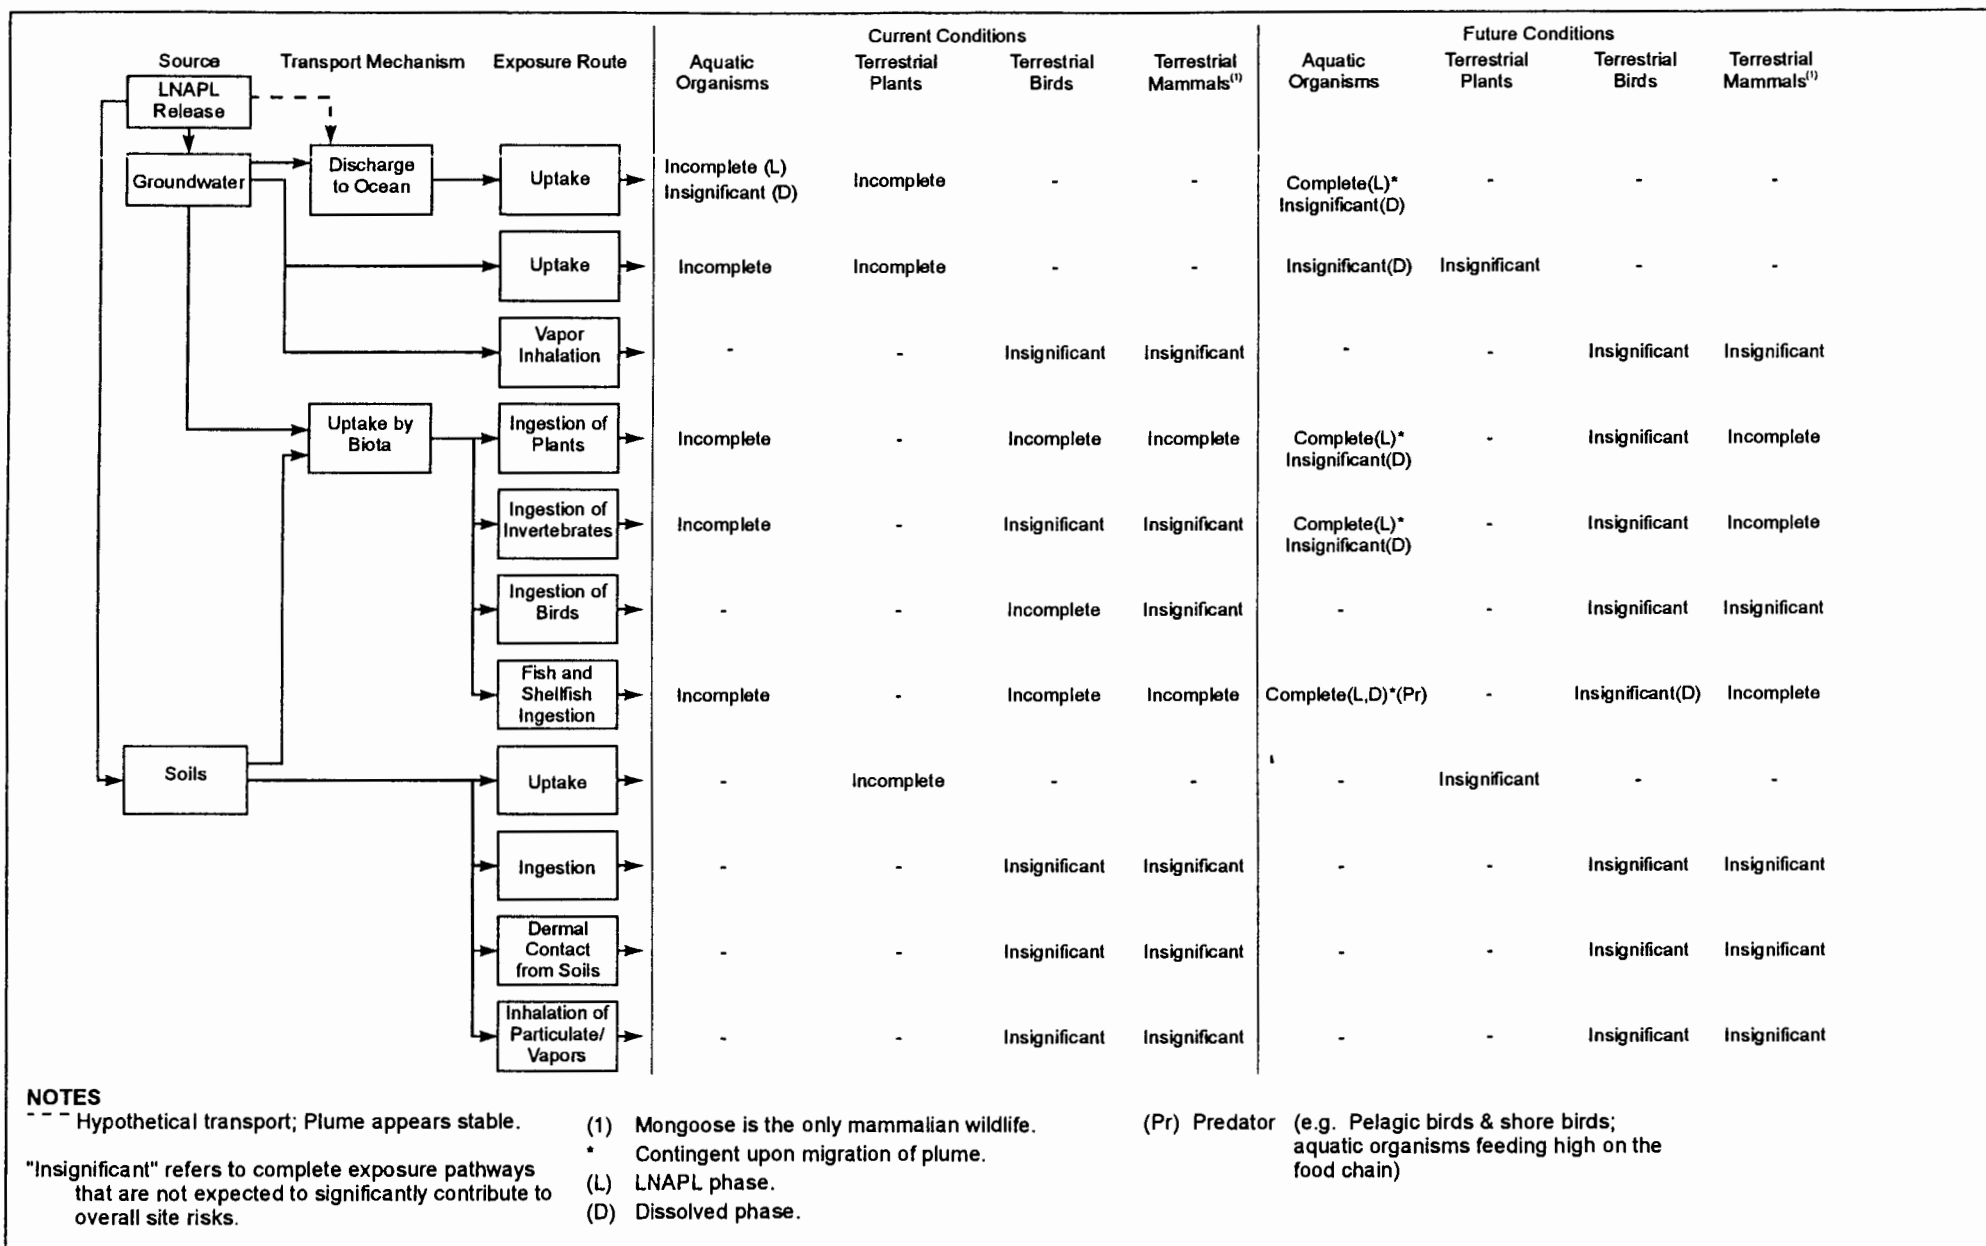 Current Conditions Future Conditions
Source Transport Mechanism Exposure Route Aquatic Terrestrial Terrestrial Terrestrial Aquatic Terrestrial Terrestrial Terrestrial
Organisms Plants Birds Mammals(1) Organisms Plants Birds Mammals(1)
LNAPL
Release
Groundwater
Discharge
to Ocean
Uptake
Incomplete (L)
Insignificant (D)
Incomplete - -
Complete(L)*
Insignificant(D)
- - -
Uptake Incomplete Incomplete - - Insignificant(D) Insignificant - -
Vapor
Inhalation
- - Insignificant Insignificant - - Insignificant Insignificant
Uptake by
Biota
Ingestion of
Plants
Incomplete - Incomplete Incomplete
Complete(L)*
Insignificant(D)
- Insignificant Incomplete
Ingestion of
Invertebrates
Incomplete - Insignificant Insignificant
Complete(L)*
Insignificant(D)
- Insignificant Incomplete
Ingestion of
Birds
- - Incomplete Insignificant - - Insignificant Insignificant
Fish and
Shellfish
Ingestion
Incomplete - Incomplete Incomplete Complete(L,D)*(Pr) - Insignificant(D) Incomplete
Soils
Uptake - Incomplete - - - Insignificant - -
Ingestion - - Insignificant Insignificant - - Insignificant Insignificant
Dermal
Contact
from Soils
- - Insignificant Insignificant - - Insignificant Insignificant
Inhalation of
Particulate/
Vapors
- - Insignificant Insignificant - - Insignificant Insignificant
NOTES
--- Hypothetical transport; Plume appears stable.
"Insignificant" refers to complete exposure pathways
that are not expected to significantly contribute to
overall site risks.
(1) Mongoose is the only mammalian wildlife.
* Contingent upon migration of plume.
(L) LNAPL phase.
(D) Dissolved phase.
(Pr) Predator (e.g. Pelagic birds & shore birds;
aquatic organisms feeding high on the
food chain)